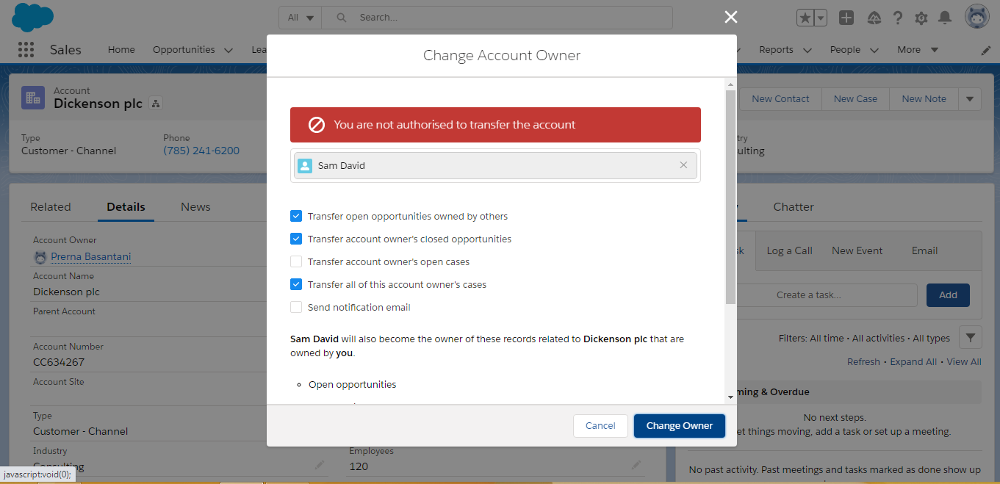 All
Search...
Sales
Home
Opportunities
Reports
People
More
Change Account Owner
Account
Dickenson plc
New Contact
New Case
New Note
Type
Customer - Channel
Phone
(785) 241-6200
You are not authorised to transfer the account
Sam David
Related
Details
News
Chatter
Account Owner
Prerna Basantani
Account Name
Dickenson plc
Parent Account
Account Number
CC634267
Account Site
Type
Customer - Channel
Industry
Consulting
Employees
120
Transfer open opportunities owned by others
Transfer account owner's closed opportunities
Transfer account owner's open cases
Transfer all of this account owner's cases
Send notification email
Sam David will also become the owner of these records related to Dickenson plc that are
owned by you.
Open opportunities
Cancel
Change Owner
Log a Call
New Event
Email
Create a task...
Add
Filters: All time • All activities • All types
Refresh • Expand All • View All
& Overdue
No next steps.
things moving, add a task or set up a meeting.
No past activity. Past meetings and tasks marked as done show up
javascript:void(0);